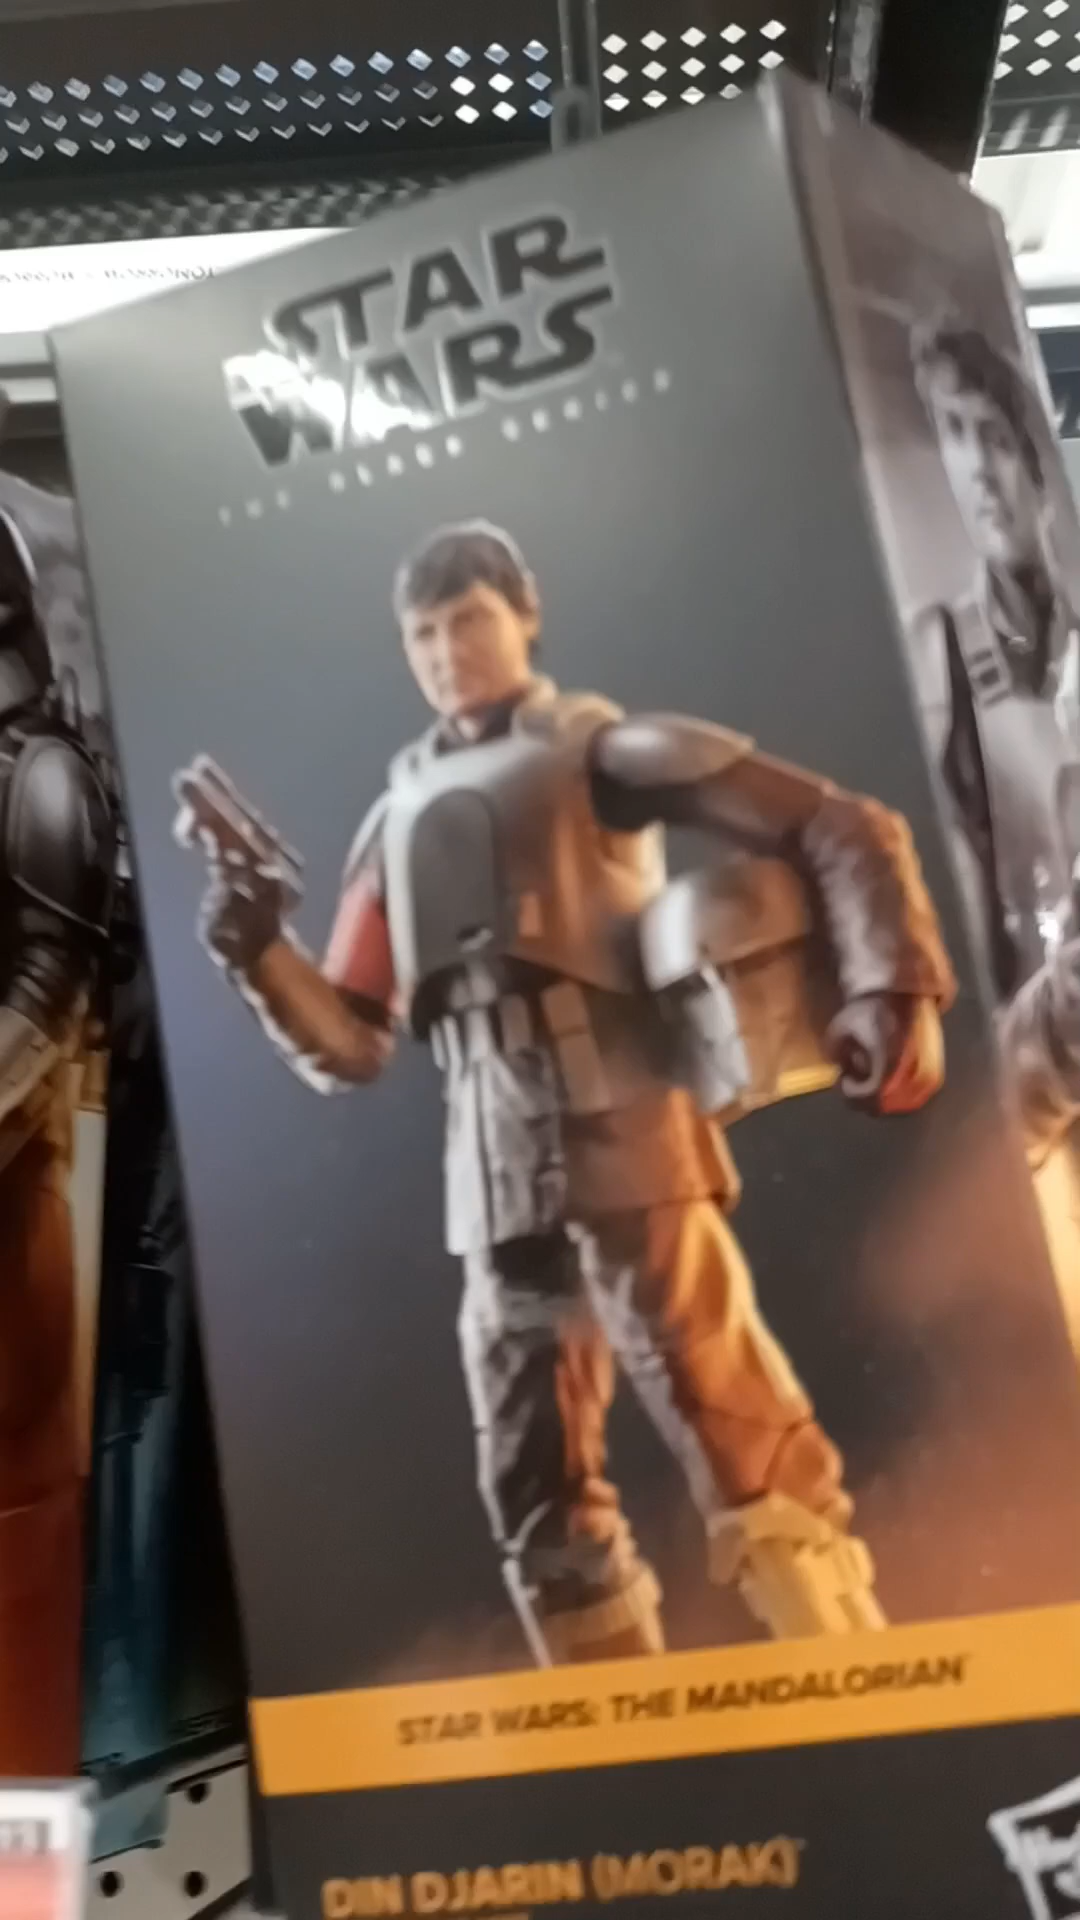 STAR
WARS
THE BLACK SERIES
STAR WARS: THE MANDALORIAN
DIN DJARIN (MORAK)